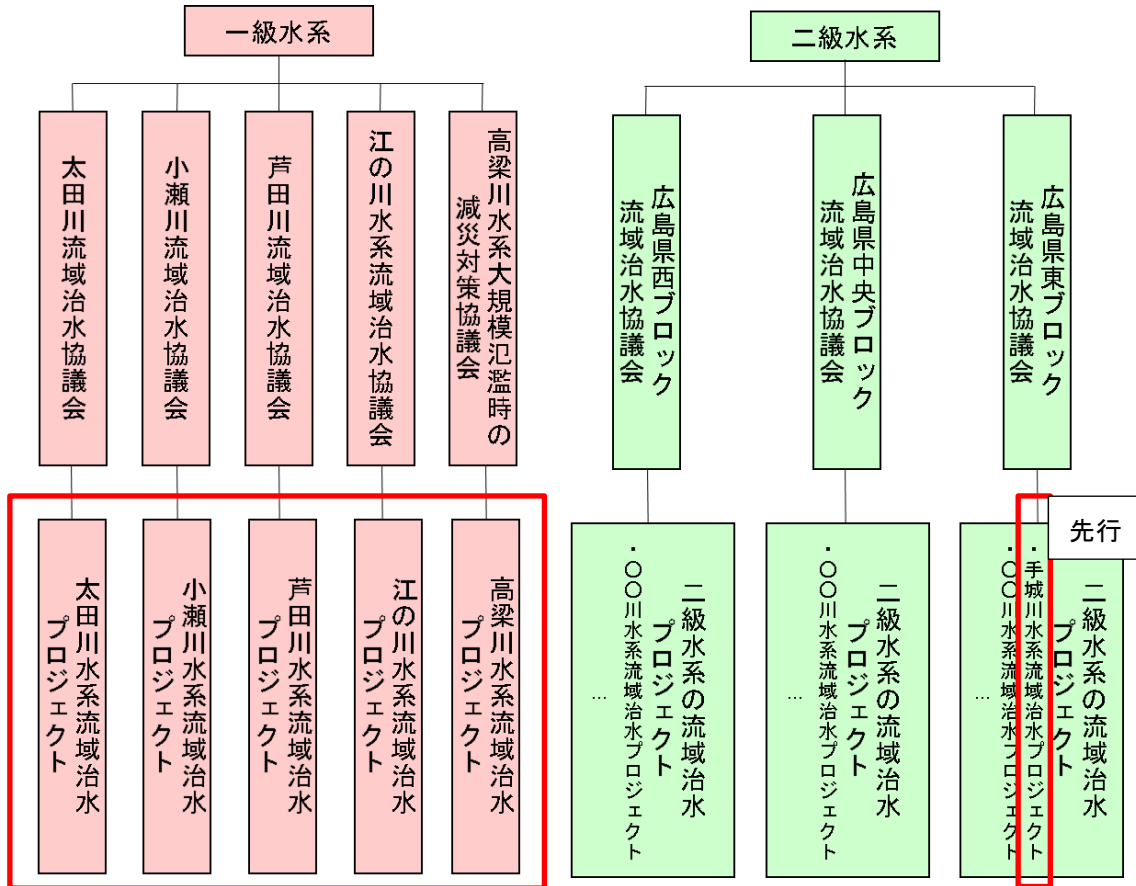 一級水系
太田川流域治水協議会
小瀬川流域治水協議会
芦田川流域治水協議会
江の川水系流域治水協議会
高梁川水系大規模氾濫時の
減災対策協議会
太田川水系流域治水
プロジェクト
小瀬川水系流域治水
プロジェクト
芦田川水系流域治水
プロジェクト
江の川水系流域治水
プロジェクト
高梁川水系流域治水
プロジェクト
二級水系
広島県西ブロック
流域治水協議会
広島県中央ブロック
流域治水協議会
広島県東ブロック
流域治水協議会
二級水系の流域治水
プロジェクト
・〇〇川水系流域治水プロジェクト
…
二級水系の流域治水
プロジェクト
・〇〇川水系流域治水プロジェクト
…
先行
二級水系の流域治水
プロジェクト
・手城川水系流域治水プロジェクト
・〇〇川水系流域治水プロジェクト
…